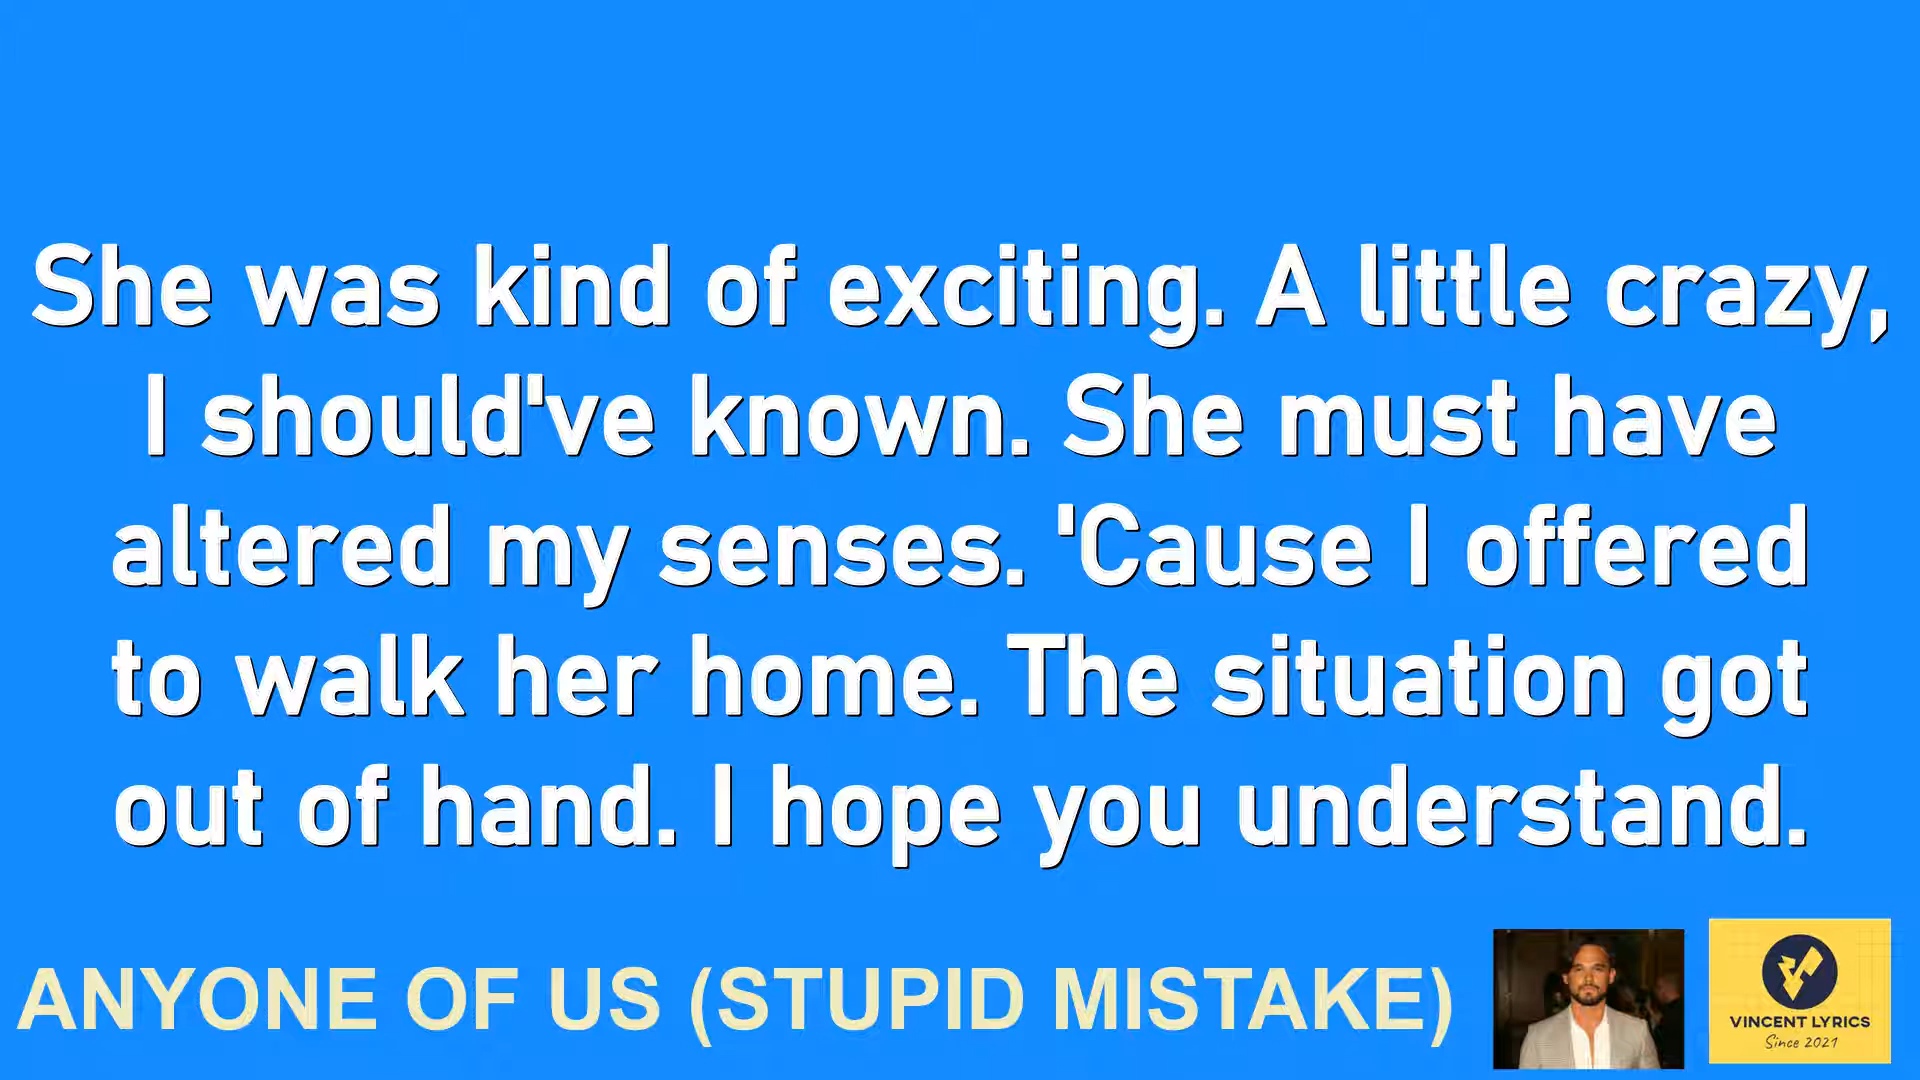 She was kind of exciting. A little crazy,
I should've known. She must have
altered my senses. 'Cause I offered
to walk her home. The situation got
out of hand. I hope you understand.
ANYONE OF US (STUPID MISTAKE)
VINCENT LYRICS
Since 2021